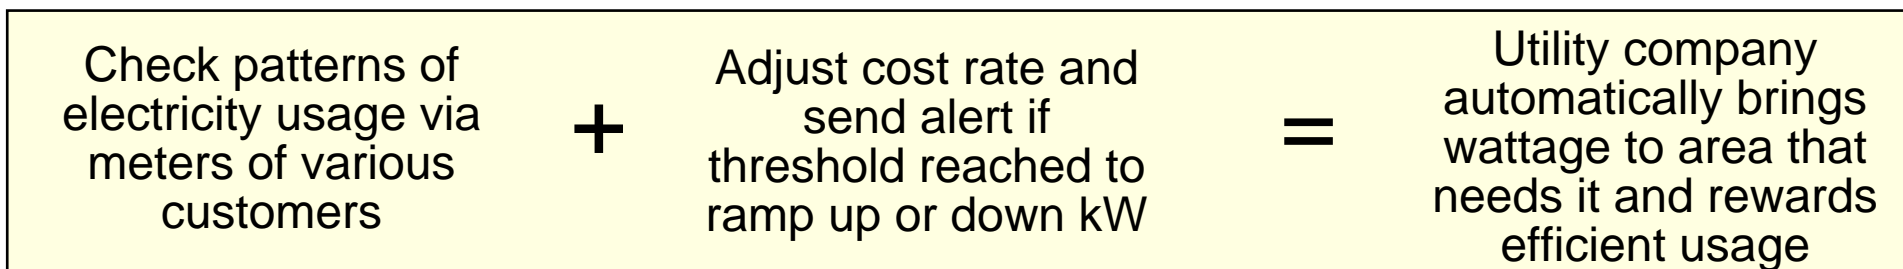 Check patterns of
electricity usage via
meters of various
customers
+
Adjust cost rate and
send alert if
threshold reached to
ramp up or down kW
=
Utility company
automatically brings
wattage to area that
needs it and rewards
efficient usage